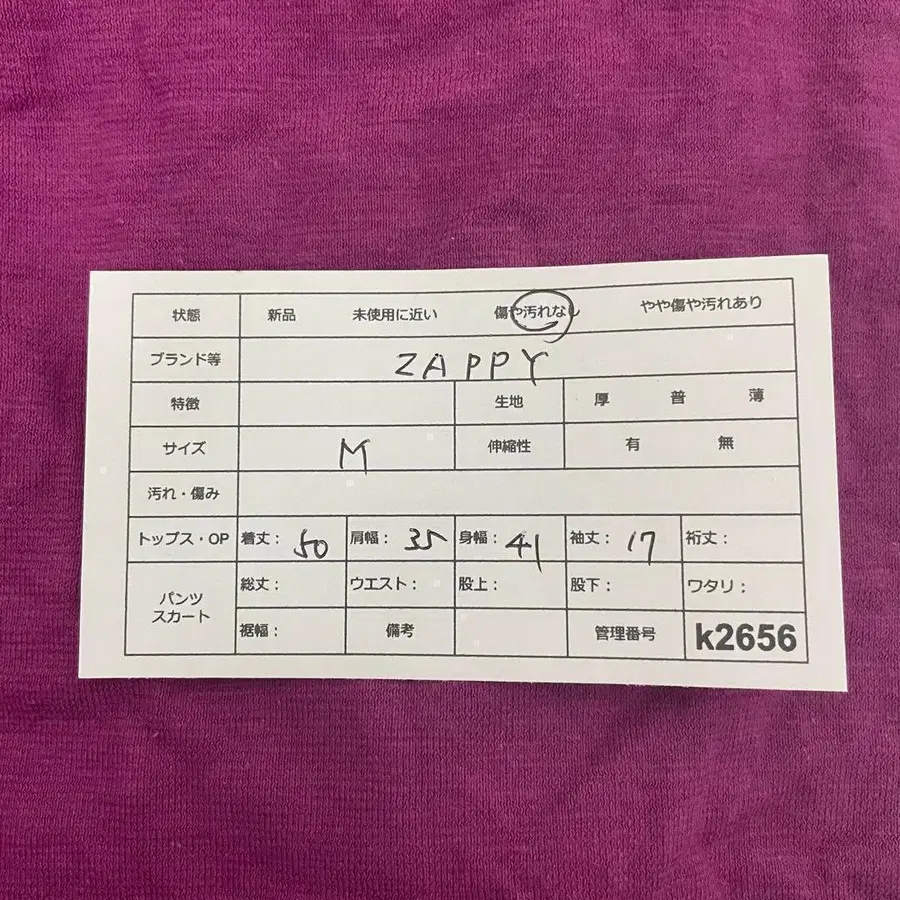 状態 新品 未使用に近い 傷や汚れなし やや傷や汚れあり
ブランド等 ZAPPY
特徴 生地 厚 普 薄
サイズ M 伸縮性 有 無
汚れ・傷み
トップス・OP 着丈： 50 肩幅： 35 身幅： 41 袖丈： 17 裄丈：
パンツ スカート 総丈： ウエスト： 股上： 股下： ワタリ：
裾幅： 備考 管理番号 k2656